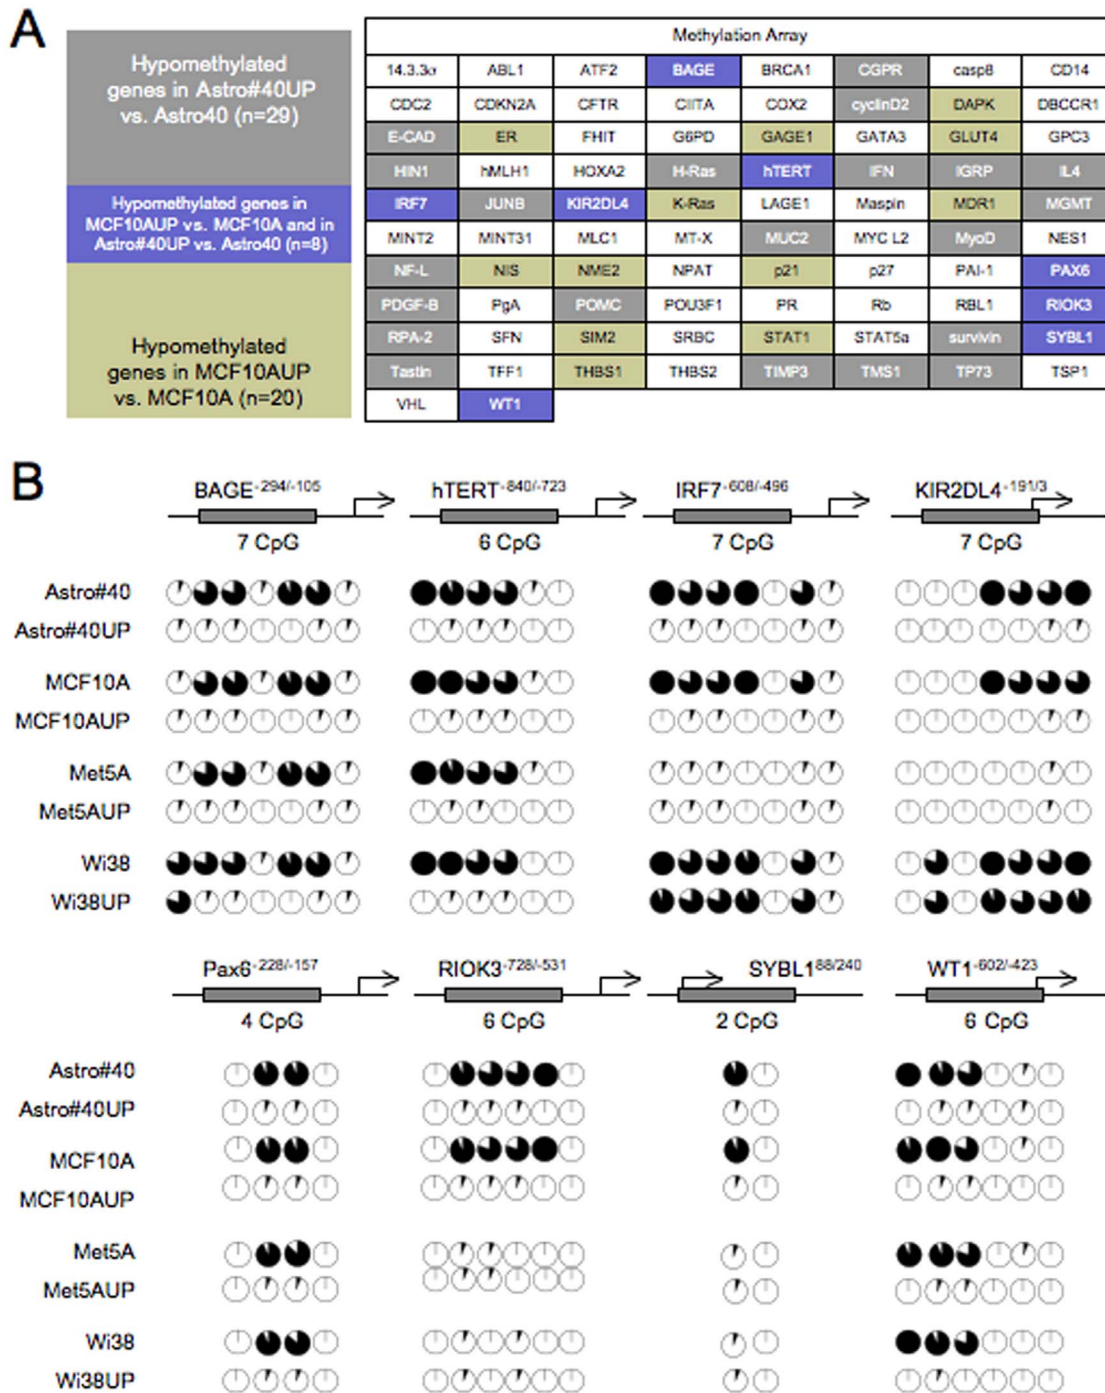 A
Hypomethylated
genes in Astro#40UP
vs. Astro40 (n=29)
Hypomethylated genes in
MCF10AUP vs. MCF10A and in
Astro#40UP vs. Astro40 (n=8)
Hypomethylated
genes in MCF10AUP
vs. MCF10A (n=20)
Methylation Array
14.3.3σ ABL1 ATF2 BAGE BRCA1 CGPR casp8 CD14
CDC2 CDKN2A CFTR CIITA COX2 cyclinD2 DAPK DBCCR1
E-CAD ER FHIT G6PD GAGE1 GATA3 GLUT4 GPC3
HIN1 hMLH1 HOXA2 H-Ras hTERT IFN IGRP IL4
IRF7 JUNB KIR2DL4 K-Ras LAGE1 Maspin MDR1 MGMT
MINT2 MINT31 MLC1 MT-X MUC2 MYC L2 MyoD NES1
NF-L NIS NME2 NPAT p21 p27 PAI-1 PAX6
PDGF-B PgA POMC POU3F1 PR Rb RBL1 RIOK3
RPA-2 SFN SIM2 SRBC STAT1 STAT5a survivin SYBL1
Tastin TFF1 THBS1 THBS2 TIMP3 TMS1 TP73 TSP1
VHL WT1
B
BAGE-294/-105 hTERT-840/-723 IRF7-608/-496 KIR2DL4-191/3
7 CpG 6 CpG 7 CpG 7 CpG
Astro#40
Astro#40UP
MCF10A
MCF10AUP
Met5A
Met5AUP
Wi38
Wi38UP
Pax6-228/-157 RIOK3-728/-531 SYBL188/240 WT1-602/-423
4 CpG 6 CpG 2 CpG 6 CpG
Astro#40
Astro#40UP
MCF10A
MCF10AUP
Met5A
Met5AUP
Wi38
Wi38UP